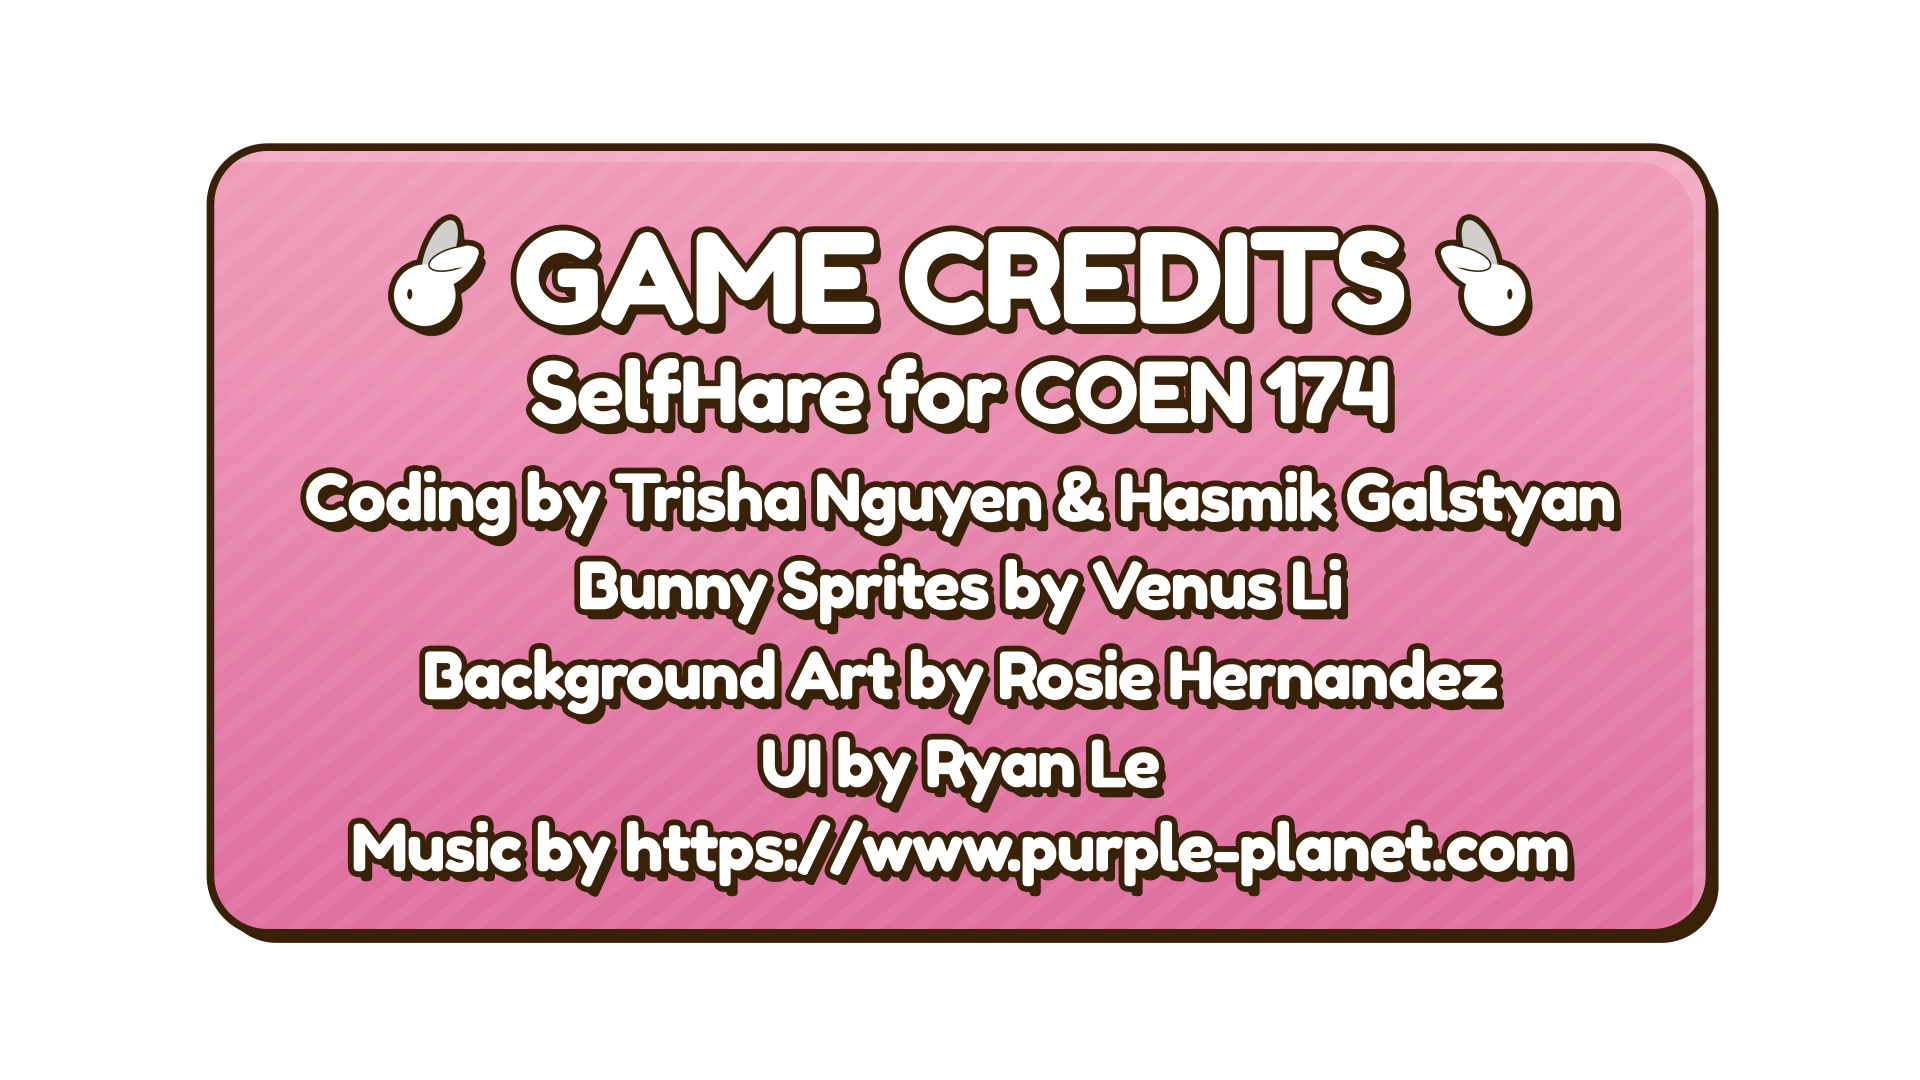 GAME CREDITS
SelfHare for COEN 174
Coding by Trisha Nguyen & Hasmik Galstyan
Bunny Sprites by Venus Li
Background Art by Rosie Hernandez
UI by Ryan Le
Music by https://www.purple-planet.com